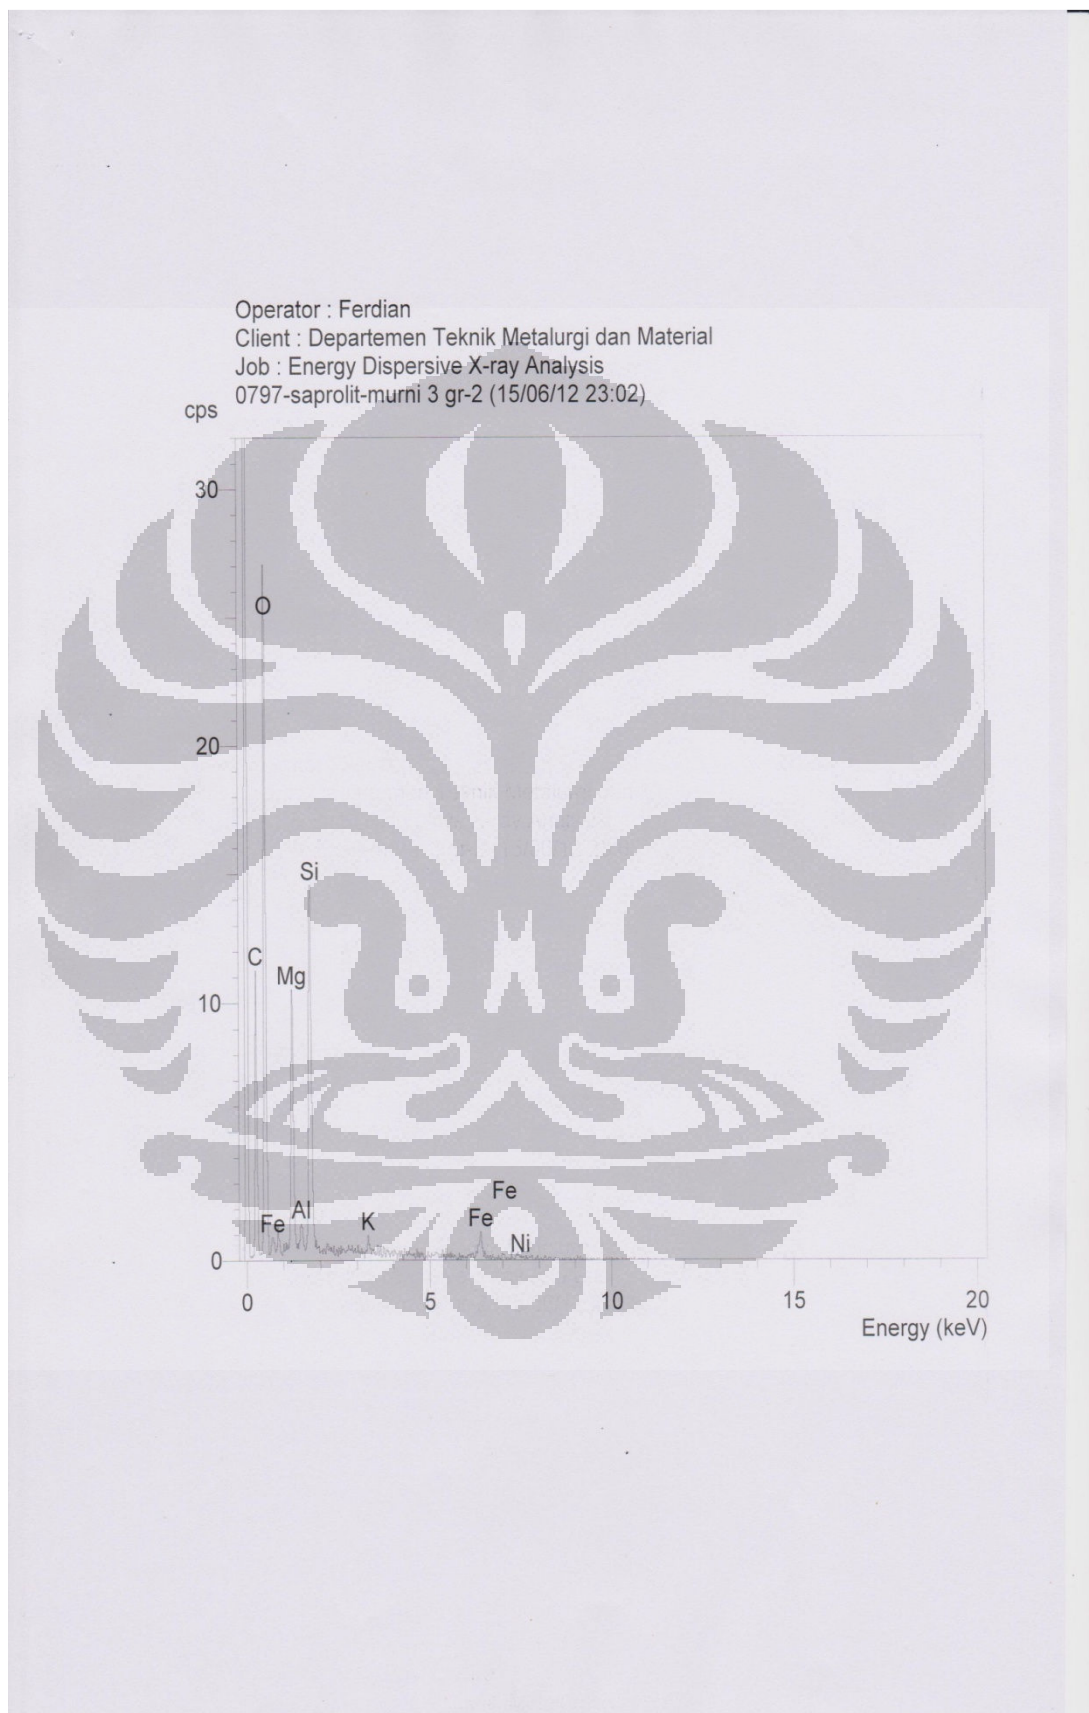 Operator : Ferdian
Client : Departemen Teknik Metalurgi dan Material
Job : Energy Dispersive X-ray Analysis
0797-saprolit-murni 3 gr-2 (15/06/12 23:02)
cps
30
O
20
Si
C
Mg
10
Fe
Al
K
Fe
Fe
Ni
0
0 5 10 15 20
Energy (keV)